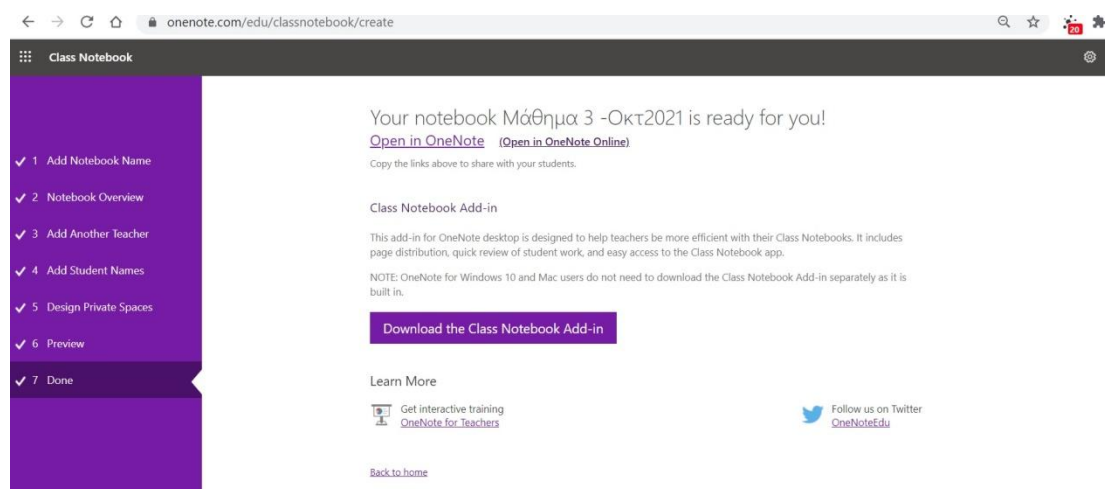 onenote.com/edu/classnotebook/create
20
Class Notebook
✓ 1 Add Notebook Name
✓ 2 Notebook Overview
✓ 3 Add Another Teacher
✓ 4 Add Student Names
✓ 5 Design Private Spaces
✓ 6 Preview
✓ 7 Done
Your notebook Μάθημα 3 -Οκτ2021 is ready for you!
Open in OneNote (Open in OneNote Online)
Copy the links above to share with your students.
Class Notebook Add-in
This add-in for OneNote desktop is designed to help teachers be more efficient with their Class Notebooks. It includes
page distribution, quick review of student work, and easy access to the Class Notebook app.
NOTE: OneNote for Windows 10 and Mac users do not need to download the Class Notebook Add-in separately as it is
built in.
Download the Class Notebook Add-in
Learn More
Get interactive training
OneNote for Teachers
Follow us on Twitter
OneNoteEdu
Back to home